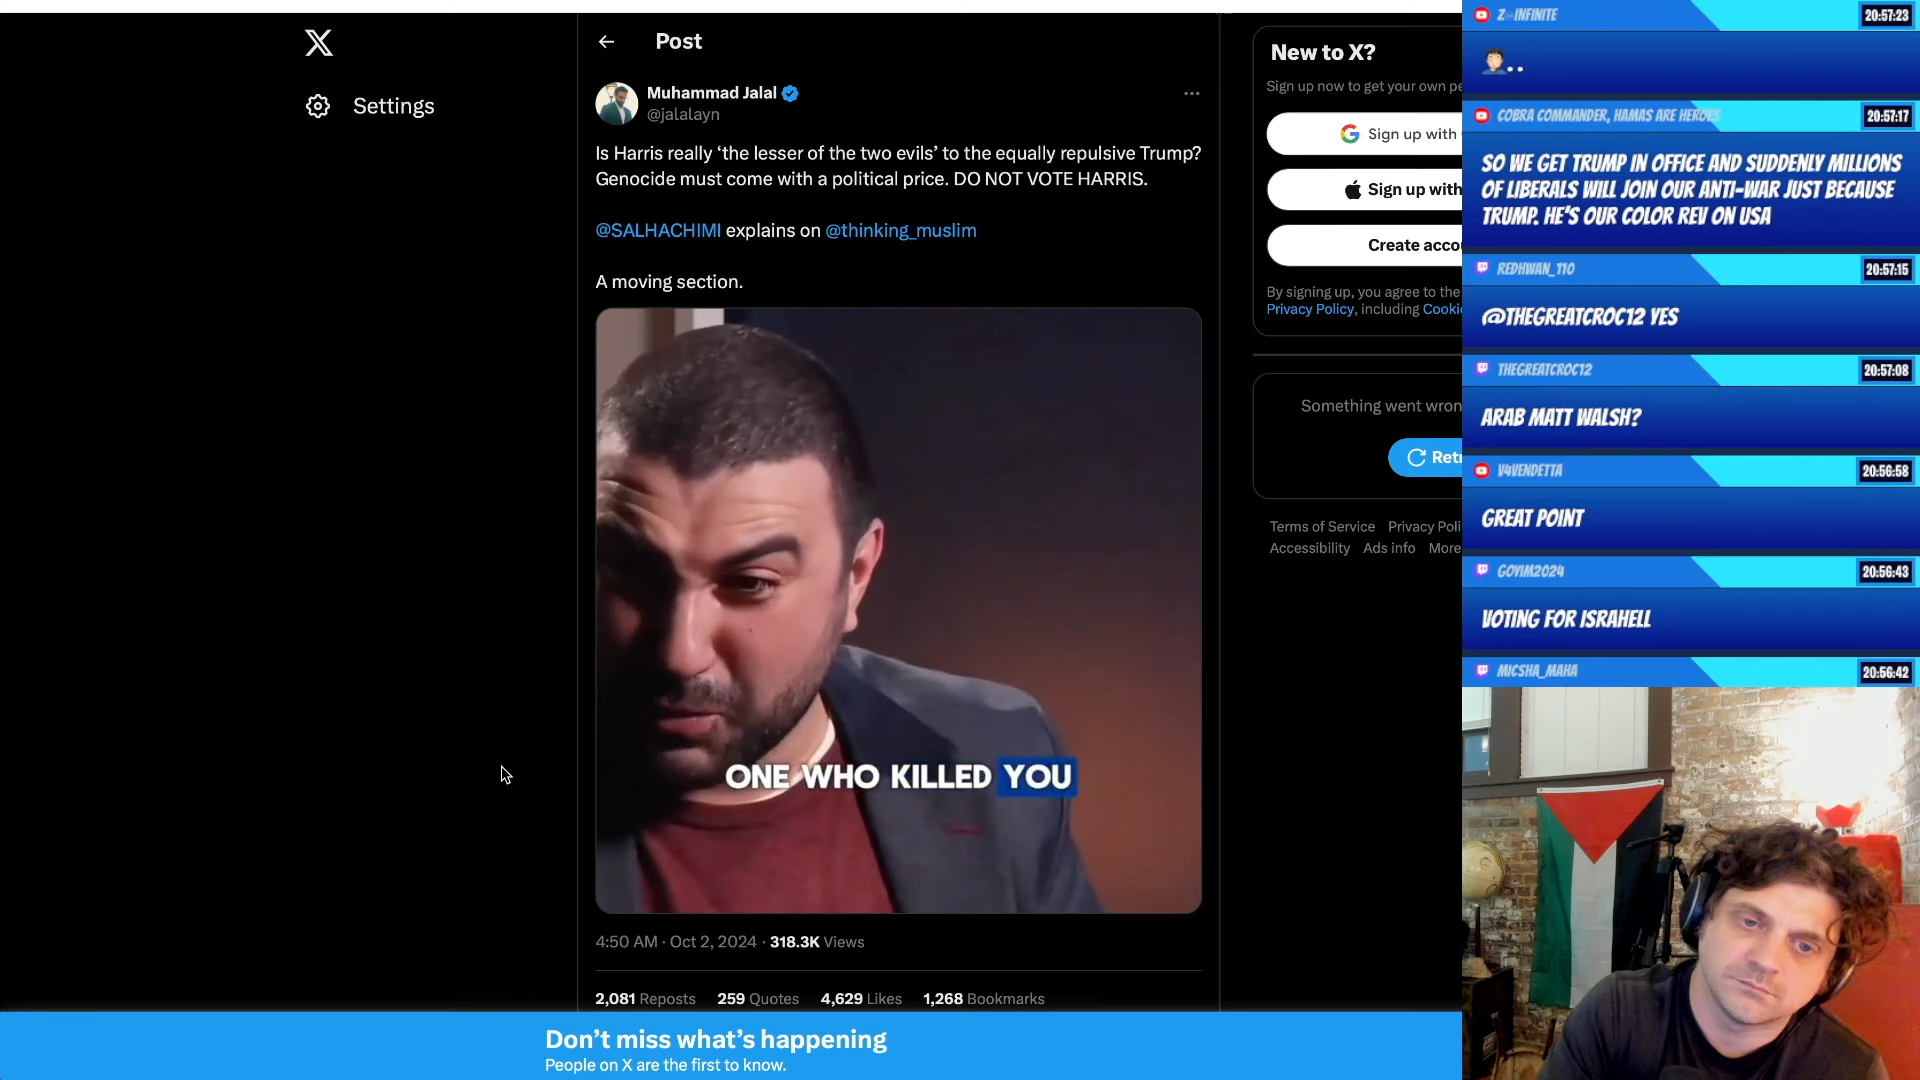 Post
Settings
Muhammad Jalal
@jalalayn
Is Harris really ‘the lesser of the two evils’ to the equally repulsive Trump?
Genocide must come with a political price. DO NOT VOTE HARRIS.
@SALHACHIMI explains on @thinking_muslim
A moving section.
ONE WHO KILLED YOU
4:50 AM · Oct 2, 2024 · 318.3K Views
2,081 Reposts 259 Quotes 4,629 Likes 1,268 Bookmarks
Don’t miss what’s happening
People on X are the first to know.
New to X?
Sign up now to get your own pe
Sign up with
Sign up with
Create acco
By signing up, you agree to the
Privacy Policy, including Cooki
Something went wron
Retr
Terms of Service Privacy Poli
Accessibility Ads info More
Z∞INFINITE 20:57:23
..
COBRA COMMANDER, HAMAS ARE HEROES 20:57:17
SO WE GET TRUMP IN OFFICE AND SUDDENLY MILLIONS
OF LIBERALS WILL JOIN OUR ANTI-WAR JUST BECAUSE
TRUMP. HE'S OUR COLOR REV ON USA
REDHWAN_110 20:57:15
@THEGREATCROC12 YES
THEGREATCROC12 20:57:08
ARAB MATT WALSH?
V4VENDETTA 20:56:58
GREAT POINT
GOYIM2024 20:56:43
VOTING FOR ISRAHELL
MICSHA_MAHA 20:56:42